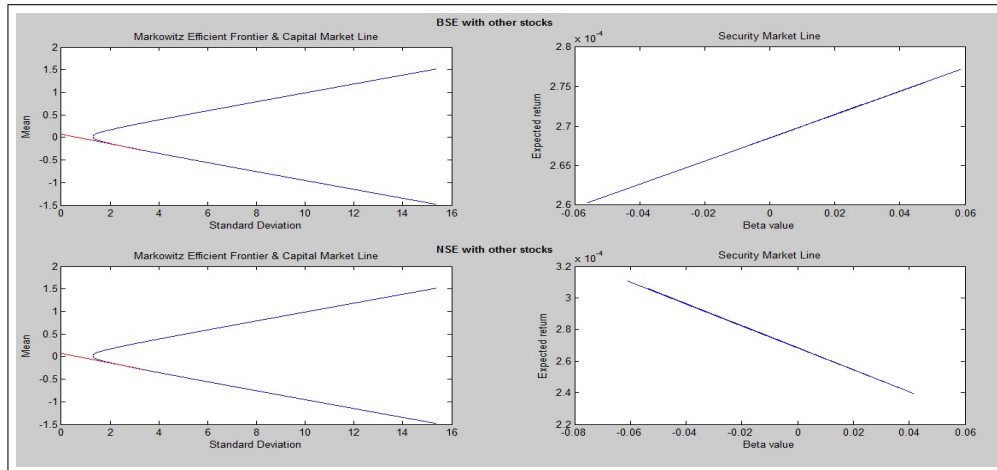 BSE with other stocks
Markowitz Efficient Frontier & Capital Market Line
2
1.5
1
0.5
0
-0.5
-1
-1.5
Mean
0 2 4 6 8 10 12 14 16
Standard Deviation
Security Market Line
x 10^-4
2.8
2.75
2.7
2.65
2.6
Expected return
-0.06 -0.04 -0.02 0 0.02 0.04 0.06
Beta value
NSE with other stocks
Markowitz Efficient Frontier & Capital Market Line
2
1.5
1
0.5
0
-0.5
-1
-1.5
Mean
0 2 4 6 8 10 12 14 16
Standard Deviation
Security Market Line
x 10^-4
3.2
3
2.8
2.6
2.4
2.2
Expected return
-0.08 -0.06 -0.04 -0.02 0 0.02 0.04 0.06
Beta value